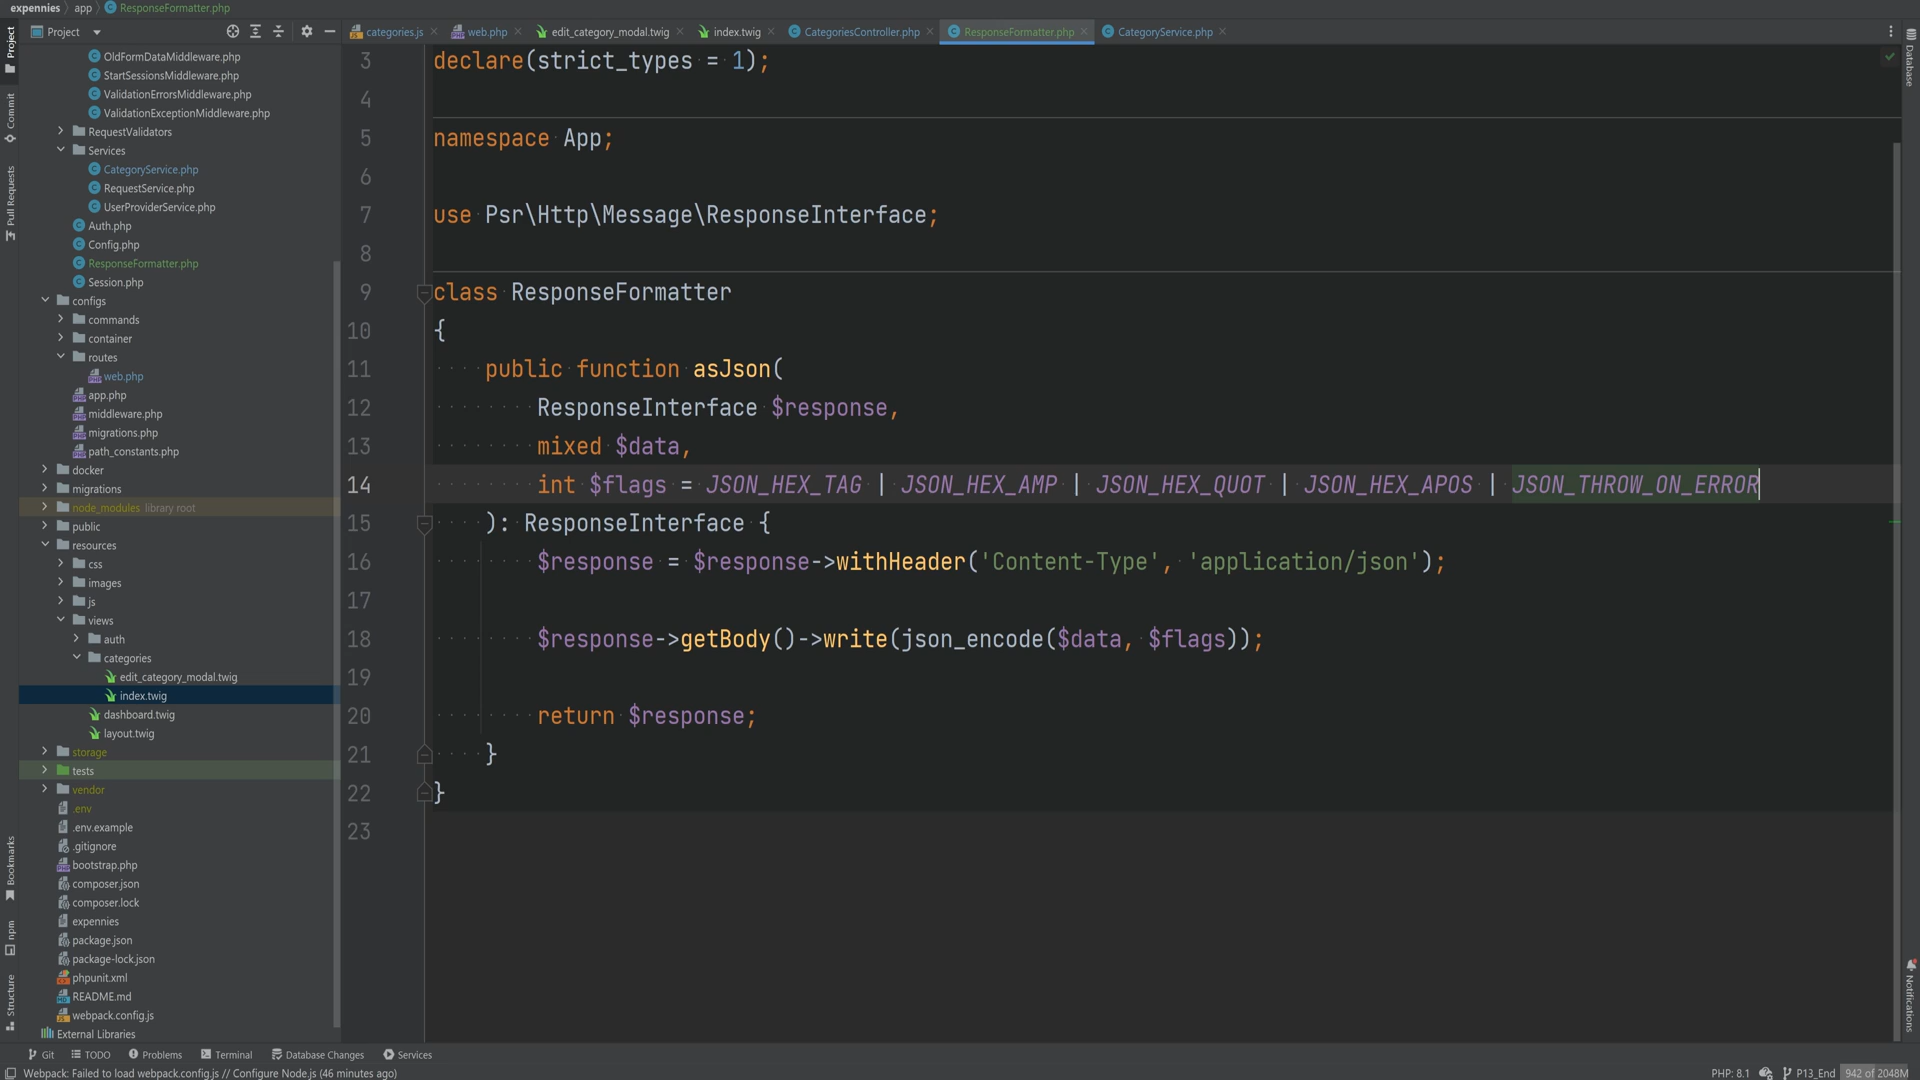 expennies app ResponseFormatter.php
Project
categories.js
web.php
edit_category_modal.twig
index.twig
CategoriesController.php
ResponseFormatter.php
CategoryService.php
Project
Commit
Pull Requests
Bookmarks
npm
Structure
OldFormDataMiddleware.php
StartSessionsMiddleware.php
ValidationErrorsMiddleware.php
ValidationExceptionMiddleware.php
RequestValidators
Services
CategoryService.php
RequestService.php
UserProviderService.php
Auth.php
Config.php
ResponseFormatter.php
Session.php
configs
commands
container
routes
web.php
app.php
middleware.php
migrations.php
path_constants.php
docker
migrations
node_modules library root
public
resources
css
images
js
views
auth
categories
edit_category_modal.twig
index.twig
dashboard.twig
layout.twig
storage
tests
vendor
.env
.env.example
.gitignore
bootstrap.php
composer.json
composer.lock
expennies
package.json
package-lock.json
phpunit.xml
README.md
webpack.config.js
External Libraries
3 declare(strict_types = 1);
4
5 namespace App;
6
7 use Psr\Http\Message\ResponseInterface;
8
9 class ResponseFormatter
10 {
11 public function asJson(
12 ResponseInterface $response,
13 mixed $data,
14 int $flags = JSON_HEX_TAG | JSON_HEX_AMP | JSON_HEX_QUOT | JSON_HEX_APOS | JSON_THROW_ON_ERROR
15 ): ResponseInterface {
16 $response = $response->withHeader('Content-Type', 'application/json');
17
18 $response->getBody()->write(json_encode($data, $flags));
19
20 return $response;
21 }
22 }
23
Database
Notifications
Git TODO Problems Terminal Database Changes Services
Webpack: Failed to load webpack.config.js // Configure Node.js (46 minutes ago)
PHP: 8.1 P13_End 942 of 2048M